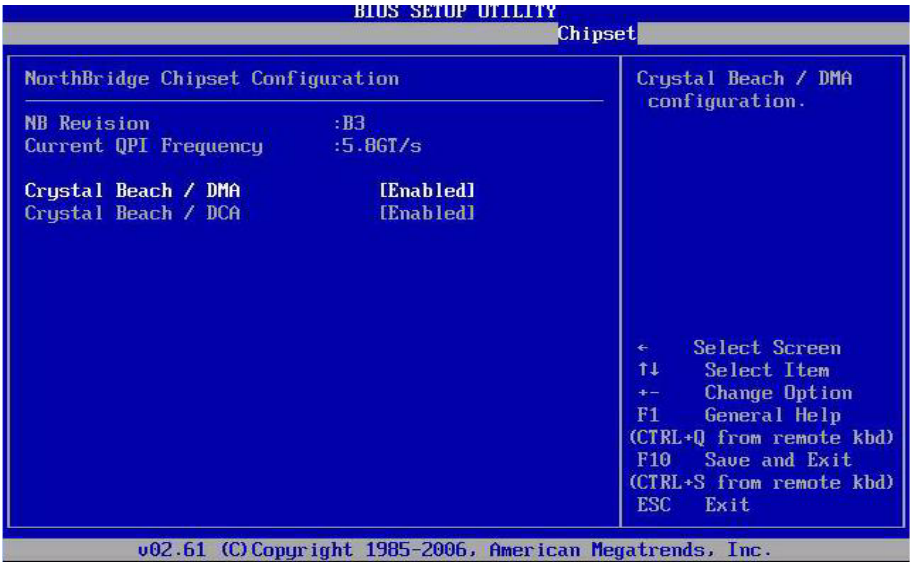 BIOS SETUP UTILITY
Chipset
NorthBridge Chipset Configuration
NB Revision :B3
Current QPI Frequency :5.86GT/s
Crystal Beach / DMA [Enabled]
Crystal Beach / DCA [Enabled]
Crystal Beach / DMA
configuration.
← Select Screen
↑↓ Select Item
+- Change Option
F1 General Help
(CTRL+Q from remote kbd)
F10 Save and Exit
(CTRL+S from remote kbd)
ESC Exit
v02.61 (C)Copyright 1985-2006, American Megatrends, Inc.